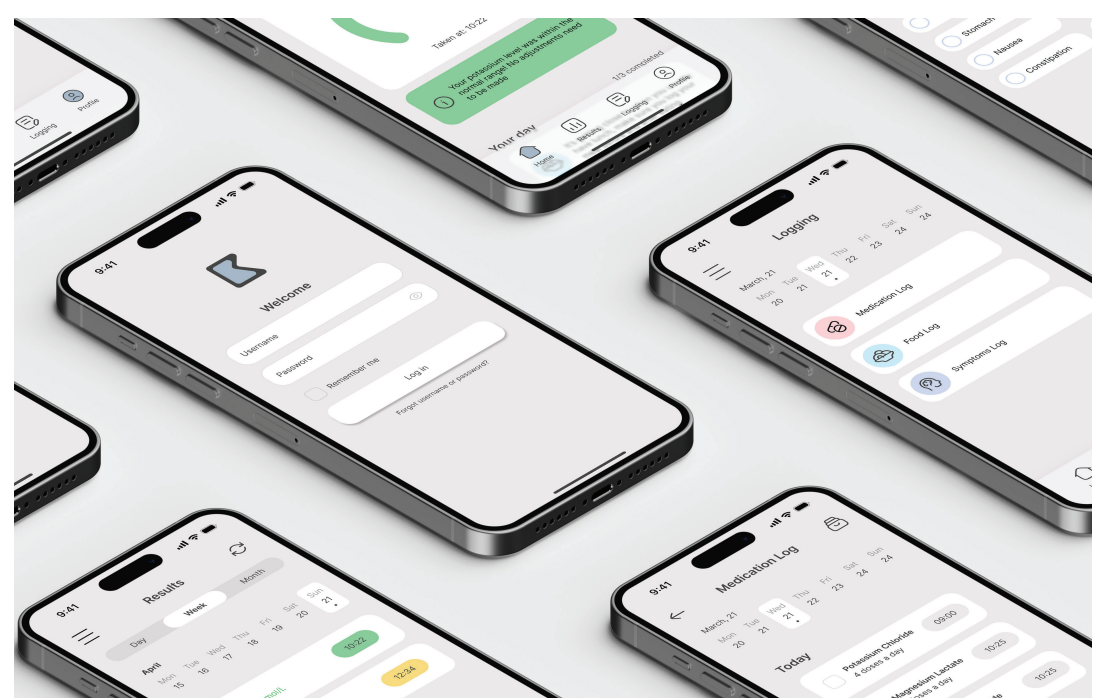 Logging
Profile
Taken at: 10:22
Your potassium level was within the
normal range! No adjustments need
to be made
Your day
1/3 completed
Home
Results
Logging
Profile
Stomach
Nausea
Constipation
9:41
Welcome
Username
Password
Remember me
Log in
Forgot username or password?
9:41
Logging
March, 21
Mon Tue Wed Thu Fri Sat Sun
20 21 21 22 23 24 24
Medication Log
Food Log
Symptoms Log
9:41
Results
Day Week Month
April
Mon Tue Wed Thu Fri Sat Sun
15 16 17 18 19 20 21
10:22
12:34
9:41
Medication Log
March, 21
Mon Tue Wed Thu Fri Sat Sun
20 21 21 22 23 24 24
Today
Potassium Chloride
4 doses a day
09:00
Magnesium Lactate
doses a day
10:25
10:25